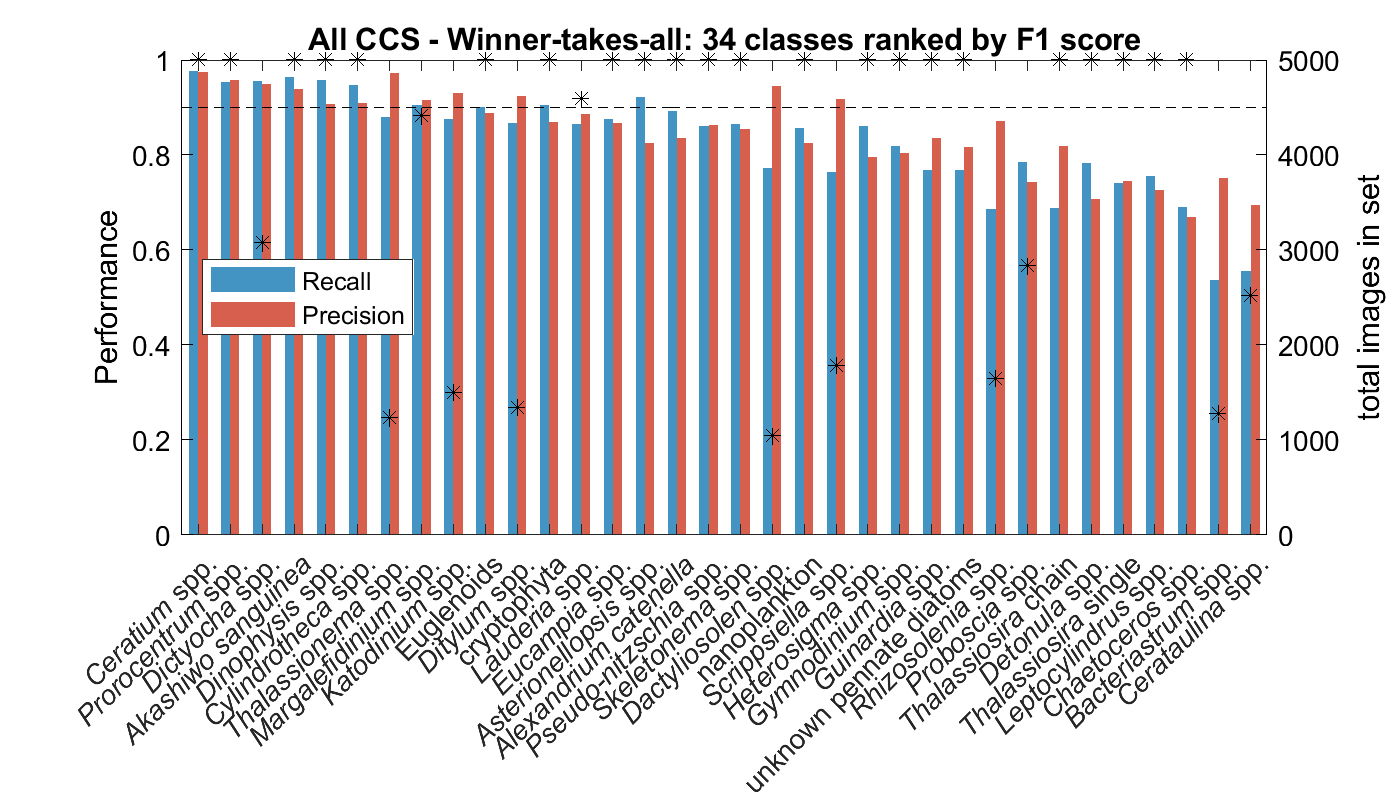 All CCS - Winner-takes-all: 34 classes ranked by F1 score
1
0.8
0.6
0.4
0.2
0
Performance
5000
4000
3000
2000
1000
0
total images in set
Recall
Precision
Ceratium spp.
Prorocentrum spp.
Dictyocha spp.
Akashiwo sanguinea
Dinophysis spp.
Cylindrotheca spp.
Thalassionema spp.
Margalefidinium spp.
Katodinium spp.
Euglenoids
Ditylum spp.
cryptophyta
Lauderia spp.
Eucampia spp.
Asterionellopsis spp.
Alexandrium catenella
Pseudo-nitzschia spp.
Skeletonema spp.
Dactyliosolen spp.
nanoplankton
Scrippsiella spp.
Heterosigma spp.
Gymnodinium spp.
Guinardia spp.
unknown pennate diatoms
Rhizosolenia spp.
Proboscia spp.
Thalassiosira chain
Detonula spp.
Thalassiosira single
Leptocylindrus spp.
Chaetoceros spp.
Bacteriastrum spp.
Cerataulina spp.